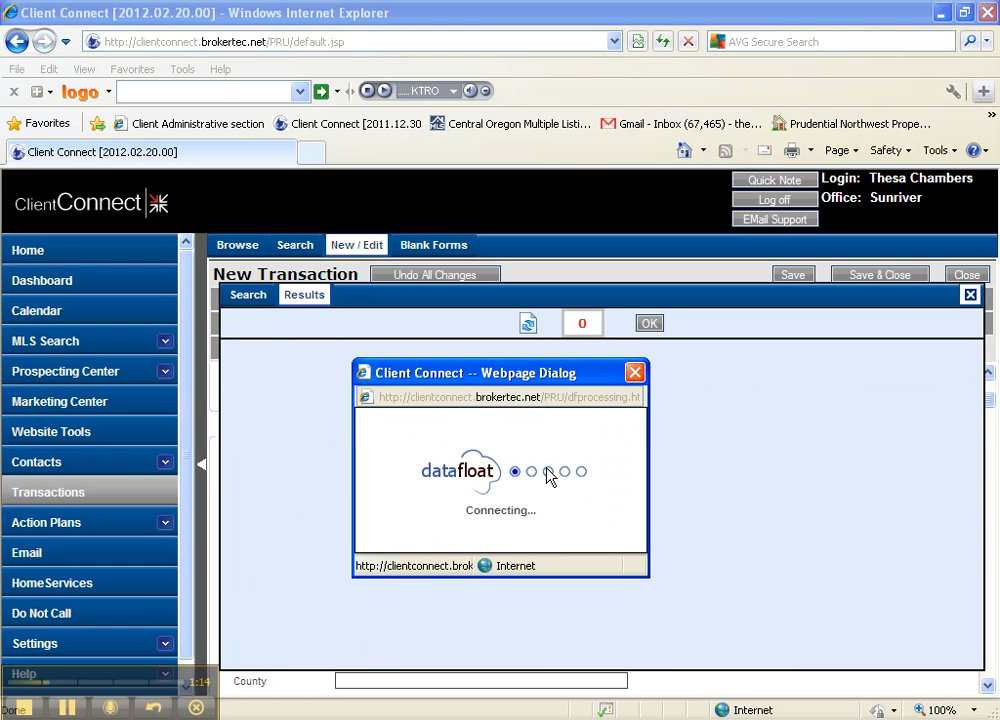 Client Connect [2012.02.20.00] - Windows Internet Explorer
http://clientconnect.brokertec.net/PRU/default.jsp
AVG Secure Search
File Edit View Favorites Tools Help
logo
..... KTRO
Favorites Client Administrative section Client Connect [2011.12.30 Central Oregon Multiple Listi... Gmail - Inbox (67,465) - the... Prudential Northwest Prope... »
Client Connect [2012.02.20.00]
Page Safety Tools
ClientConnect
Quick Note
Log off
EMail Support
Login: Thesa Chambers
Office: Sunriver
Home
Dashboard
Calendar
MLS Search
Prospecting Center
Marketing Center
Website Tools
Contacts
Transactions
Action Plans
Email
HomeServices
Do Not Call
Settings
Help
Browse Search New / Edit Blank Forms
New Transaction Undo All Changes Save Save & Close Close
Search Results
0 OK
Client Connect -- Webpage Dialog
http://clientconnect.brokertec.net/PRU/dfprocessing.ht
datafloat
Connecting...
http://clientconnect.brok Internet
County
1:14
Done
Internet 100%